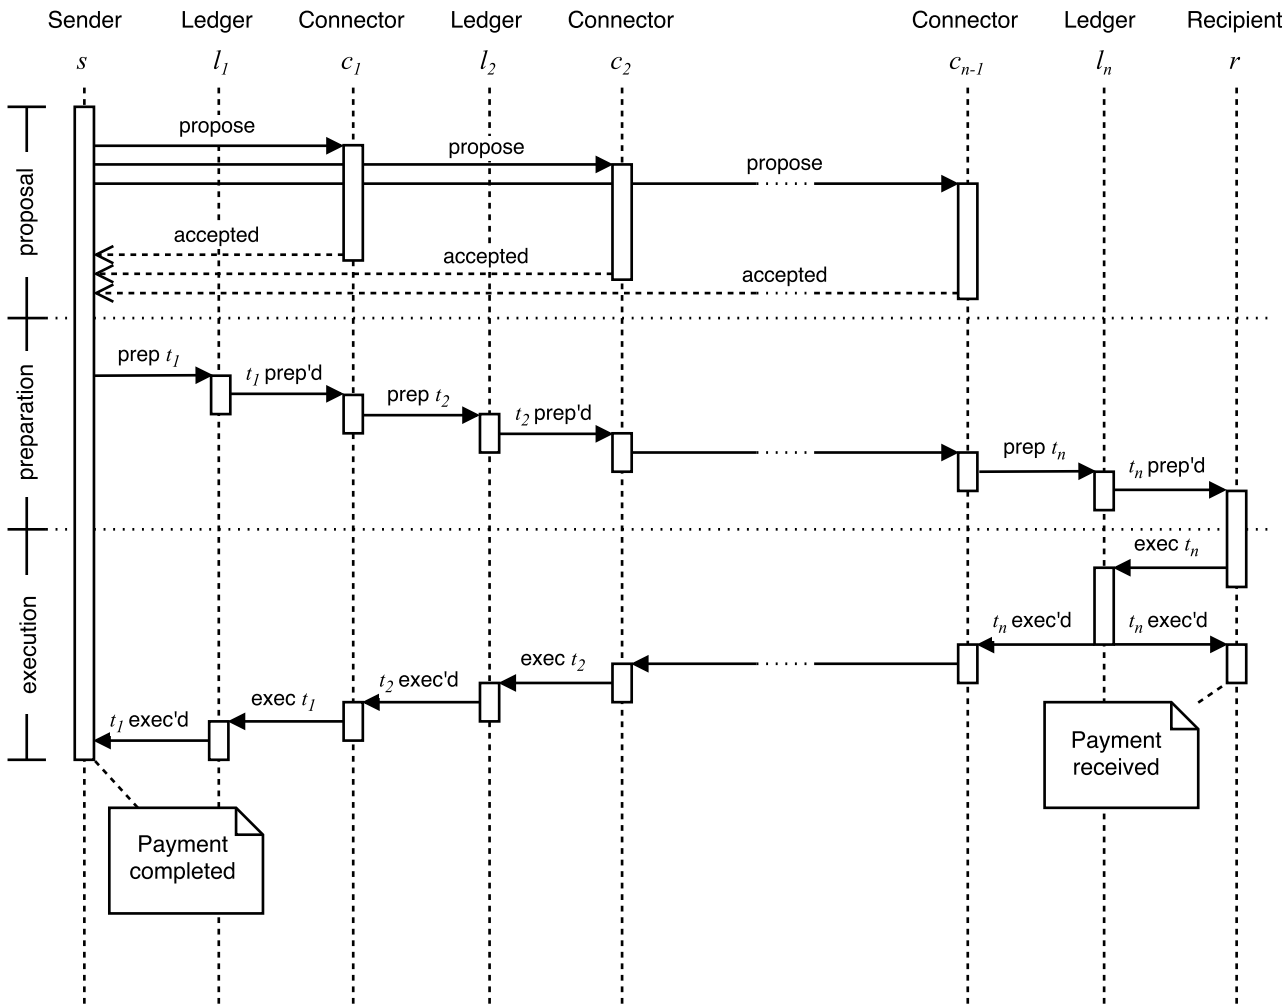 Sender Ledger Connector Ledger Connector Connector Ledger Recipient
s l1 c1 l2 c2 cn-1 ln r
propose
propose
propose
proposal
accepted
accepted
accepted
prep t1
t1 prep'd
prep t2
t2 prep'd
prep tn
tn prep'd
preparation
exec tn
tn exec'd
tn exec'd
exec t2
t2 exec'd
exec t1
t1 exec'd
execution
Payment
received
Payment
completed